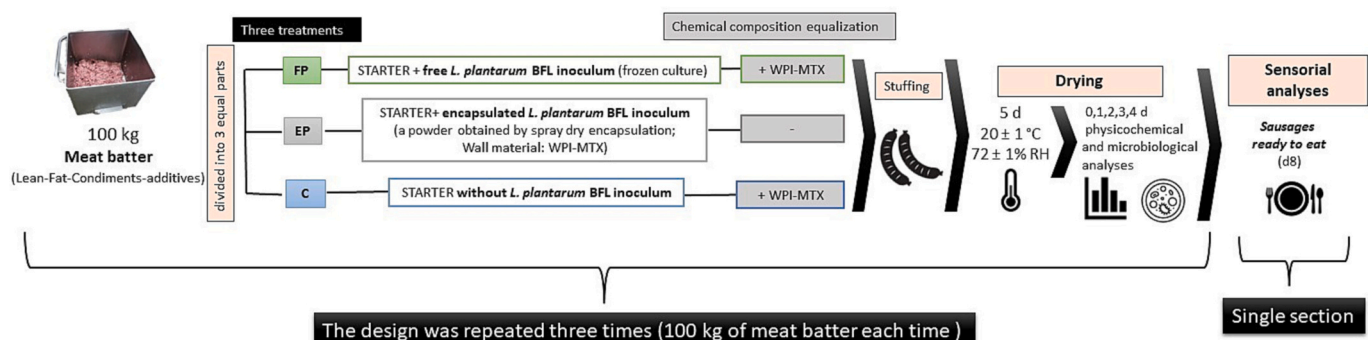 100 kg
Meat batter
(Lean-Fat-Condiments-additives)
divided into 3 equal parts
Three treatments
Chemical composition equalization
FP
STARTER + free L. plantarum BFL inoculum (frozen culture)
+ WPI-MTX
EP
STARTER+ encapsulated L. plantarum BFL inoculum
(a powder obtained by spray dry encapsulation;
Wall material: WPI-MTX)
-
C
STARTER without L. plantarum BFL inoculum
+ WPI-MTX
Stuffing
Drying
5 d
20 ± 1 °C
72 ± 1% RH
0,1,2,3,4 d
physicochemical
and microbiological
analyses
Sensorial
analyses
Sausages
ready to eat
(d8)
The design was repeated three times (100 kg of meat batter each time )
Single section